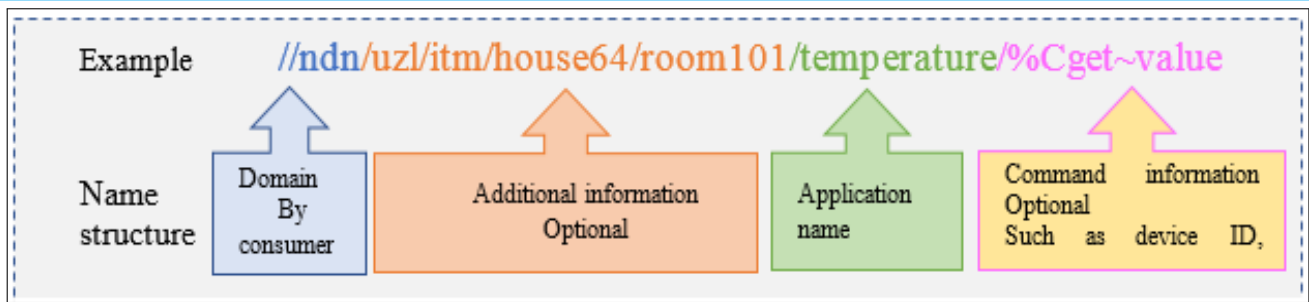 Example //ndn/uzl/itm/house64/room101/temperature/%Cget~value
Name
structure
Domain
By
consumer
Additional information
Optional
Application
name
Command information
Optional
Such as device ID,